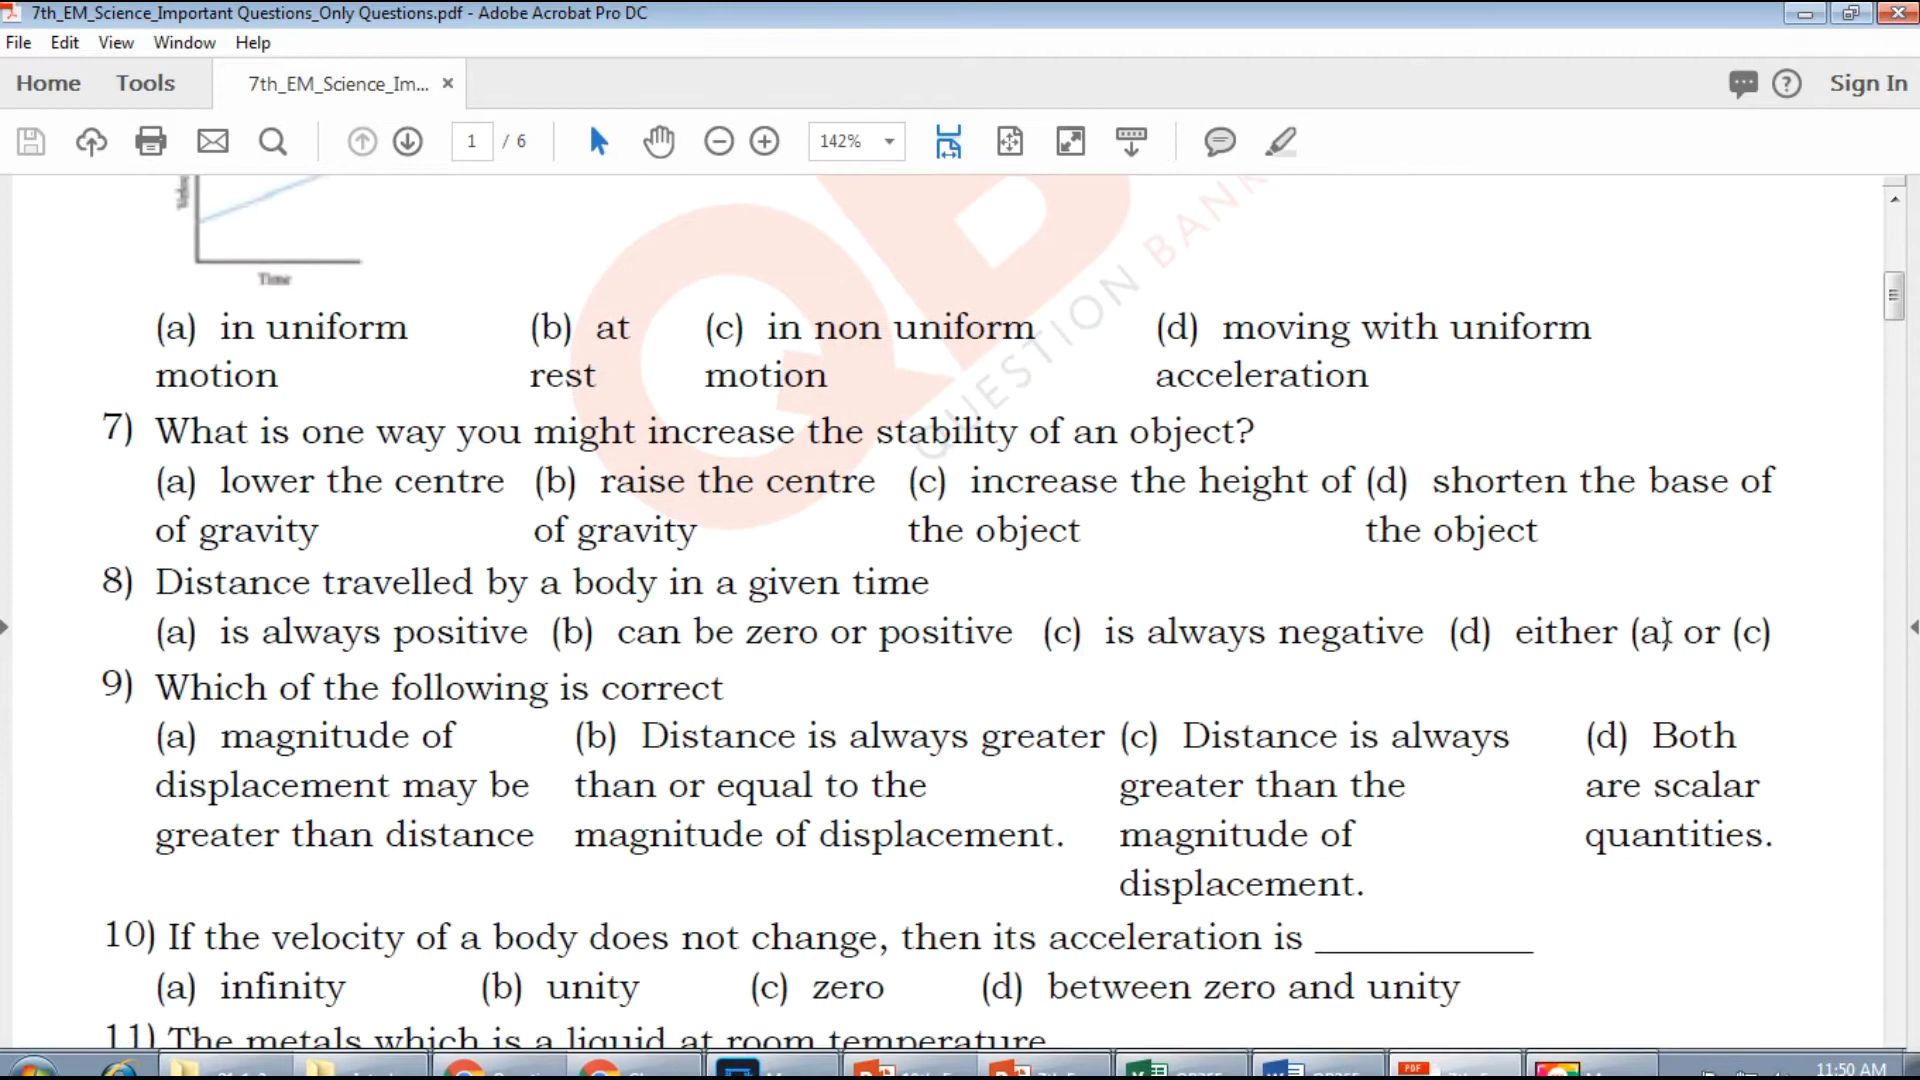 7th_EM_Science_Important Questions_Only Questions.pdf - Adobe Acrobat Pro DC
File Edit View Window Help
Home Tools 7th_EM_Science_Im... × Sign In
1 / 6 142%
Time
QUESTION BANK
(a) in uniform motion
(b) at rest
(c) in non uniform motion
(d) moving with uniform acceleration
7) What is one way you might increase the stability of an object?
(a) lower the centre of gravity
(b) raise the centre of gravity
(c) increase the height of the object
(d) shorten the base of the object
8) Distance travelled by a body in a given time
(a) is always positive (b) can be zero or positive (c) is always negative (d) either (a) or (c)
9) Which of the following is correct
(a) magnitude of displacement may be greater than distance
(b) Distance is always greater than or equal to the magnitude of displacement.
(c) Distance is always greater than the magnitude of displacement.
(d) Both are scalar quantities.
10) If the velocity of a body does not change, then its acceleration is ___________
(a) infinity (b) unity (c) zero (d) between zero and unity
11) The metals which is a liquid at room temperature
11:50 AM